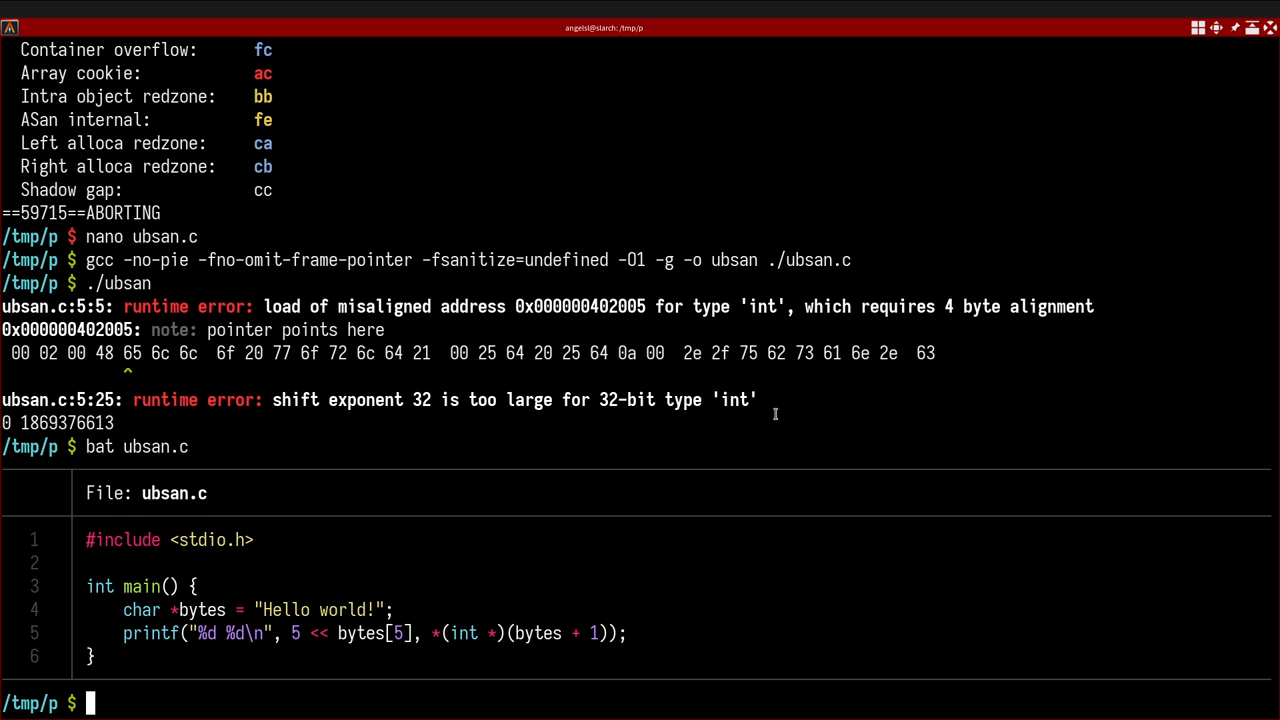 angelsl@slarch: /tmp/p
Container overflow: fc
Array cookie: ac
Intra object redzone: bb
ASan internal: fe
Left alloca redzone: ca
Right alloca redzone: cb
Shadow gap: cc
==59715==ABORTING
/tmp/p $ nano ubsan.c
/tmp/p $ gcc -no-pie -fno-omit-frame-pointer -fsanitize=undefined -O1 -g -o ubsan ./ubsan.c
/tmp/p $ ./ubsan
ubsan.c:5:5: runtime error: load of misaligned address 0x000000402005 for type 'int', which requires 4 byte alignment
0x000000402005: note: pointer points here
00 02 00 48 65 6c 6c  6f 20 77 6f 72 6c 64 21  00 25 64 20 25 64 0a 00  2e 2f 75 62 73 61 6e 2e  63
^
ubsan.c:5:25: runtime error: shift exponent 32 is too large for 32-bit type 'int'
0 1869376613
/tmp/p $ bat ubsan.c
File: ubsan.c
1 #include <stdio.h>
2
3 int main() {
4 char *bytes = "Hello world!";
5 printf("%d %d\n", 5 << bytes[5], *(int *)(bytes + 1));
6 }
/tmp/p $